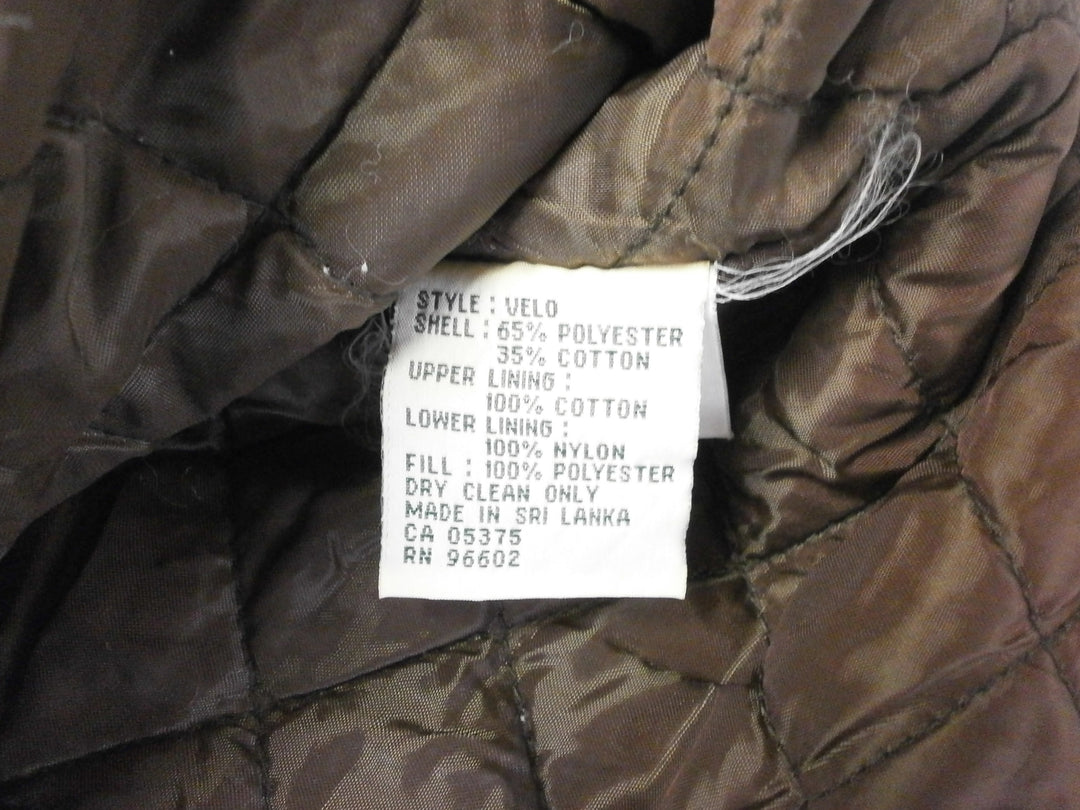 STYLE : VELO
SHELL : 65% POLYESTER
35% COTTON
UPPER LINING :
100% COTTON
LOWER LINING :
100% NYLON
FILL : 100% POLYESTER
DRY CLEAN ONLY
MADE IN SRI LANKA
CA 05375
RN 96602